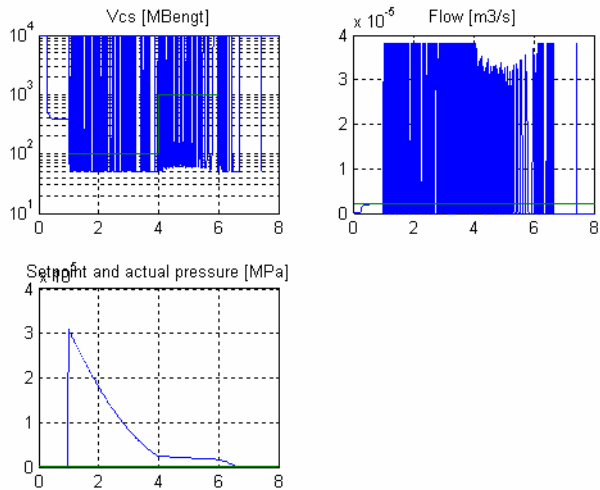 Vcs [MBengt]
Flow [m3/s]
x 10^-5
10^4
10^3
10^2
10^1
0 2 4 6 8
4
3
2
1
0
0 2 4 6 8
Setpoint and actual pressure [MPa]
x 10^5
4
3
2
1
0
0 2 4 6 8